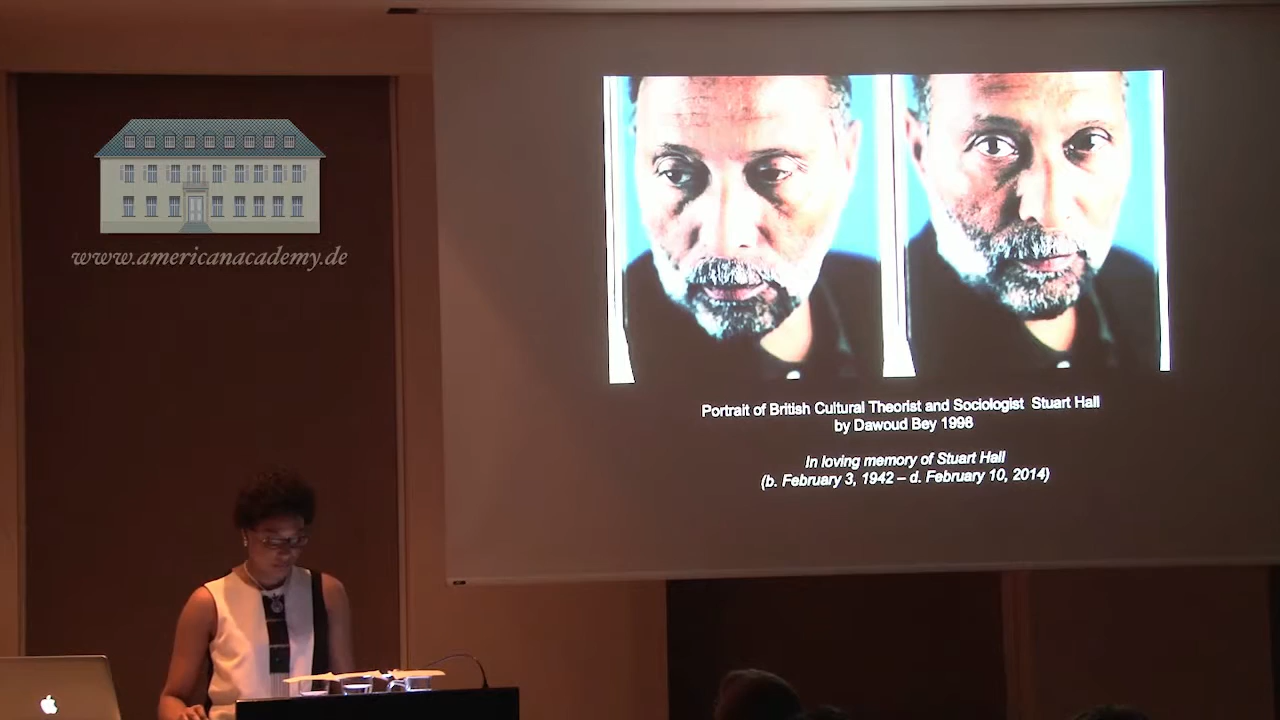 www.americanacademy.de
Portrait of British Cultural Theorist and Sociologist Stuart Hall
by Dawoud Bey 1998
In loving memory of Stuart Hall
(b. February 3, 1942 – d. February 10, 2014)